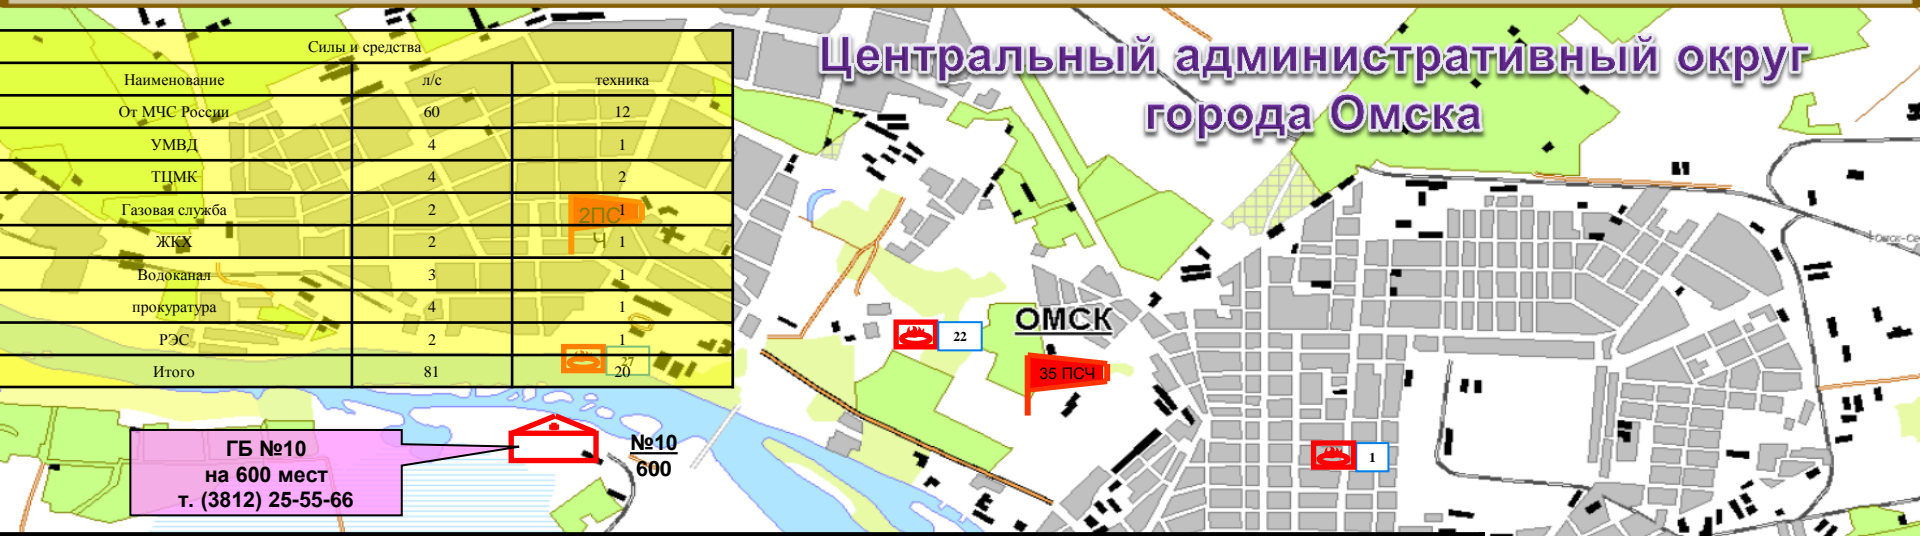 Центральный административный округ
города Омска
Силы и средства
Наименование л/с техника
От МЧС России 60 12
УМВД 4 1
ТЦМК 4 2
Газовая служба 2 1
ЖКХ 2 1
Водоканал 3 1
прокуратура 4 1
РЭС 2 1
Итого 81 20
2ПС
Ч
27
22
ОМСК
35 ПСЧ
1
ГБ №10
на 600 мест
т. (3812) 25-55-66
№10
600